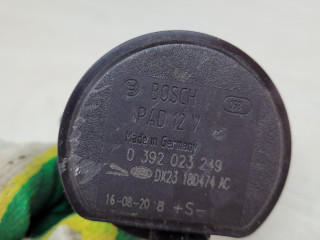 BOSCH
PAD 12 V
Made in Germany
0 392 023 249
DX23 18D474 AC
16-08-20 8 +S-